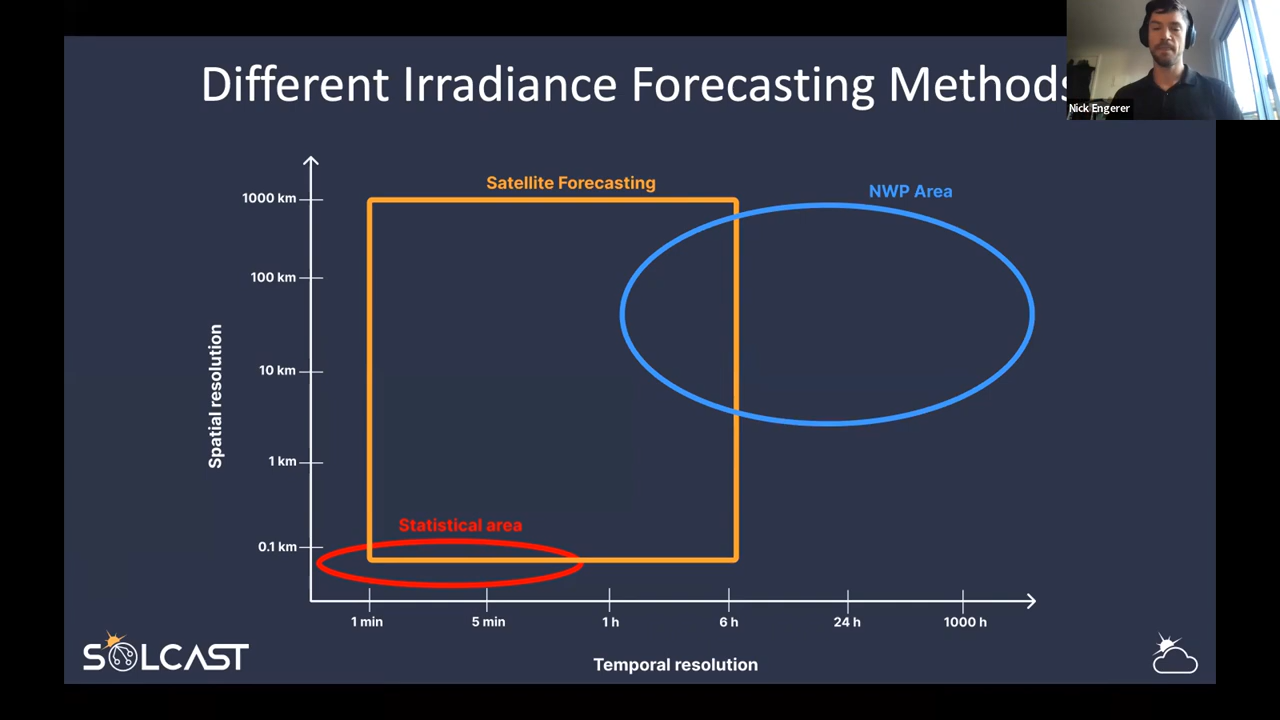 Different Irradiance Forecasting Methods
Nick Engerer
Satellite Forecasting
NWP Area
1000 km
100 km
10 km
1 km
0.1 km
Spatial resolution
Statistical area
1 min
5 min
1 h
6 h
24 h
1000 h
Temporal resolution
SOLCAST